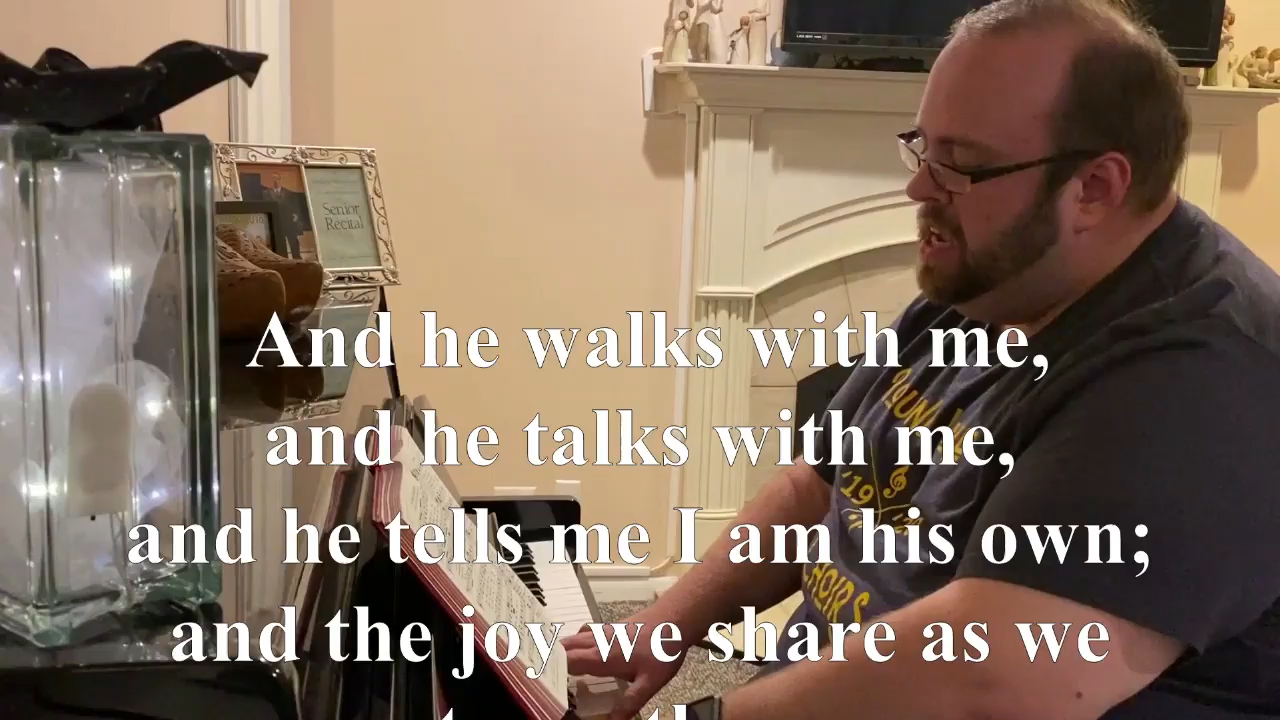 Senior
Recital
And he walks with me,
and he talks with me,
and he tells me I am his own;
and the joy we share as we
'19